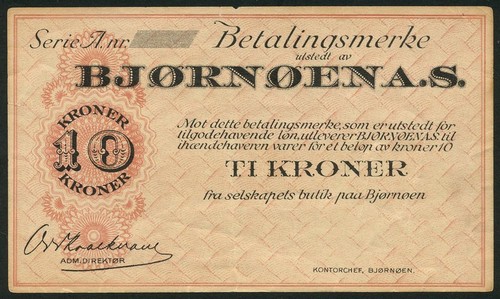 Serie A. nr.
Betalingsmerke
utstedt av
BJØRNØEN A.S.
KRONER
10
KRONER
Mot dette betalingsmerke, som er utstedt for
tilgodehavende løn, utleverer BJØRNØEN A.S. til
ihændehaveren varer for et beløp av kroner 10
TI KRONER
fra selskapets butik paa Bjørnøen
ADM. DIREKTØR
KONTORCHEF, BJØRNØEN.